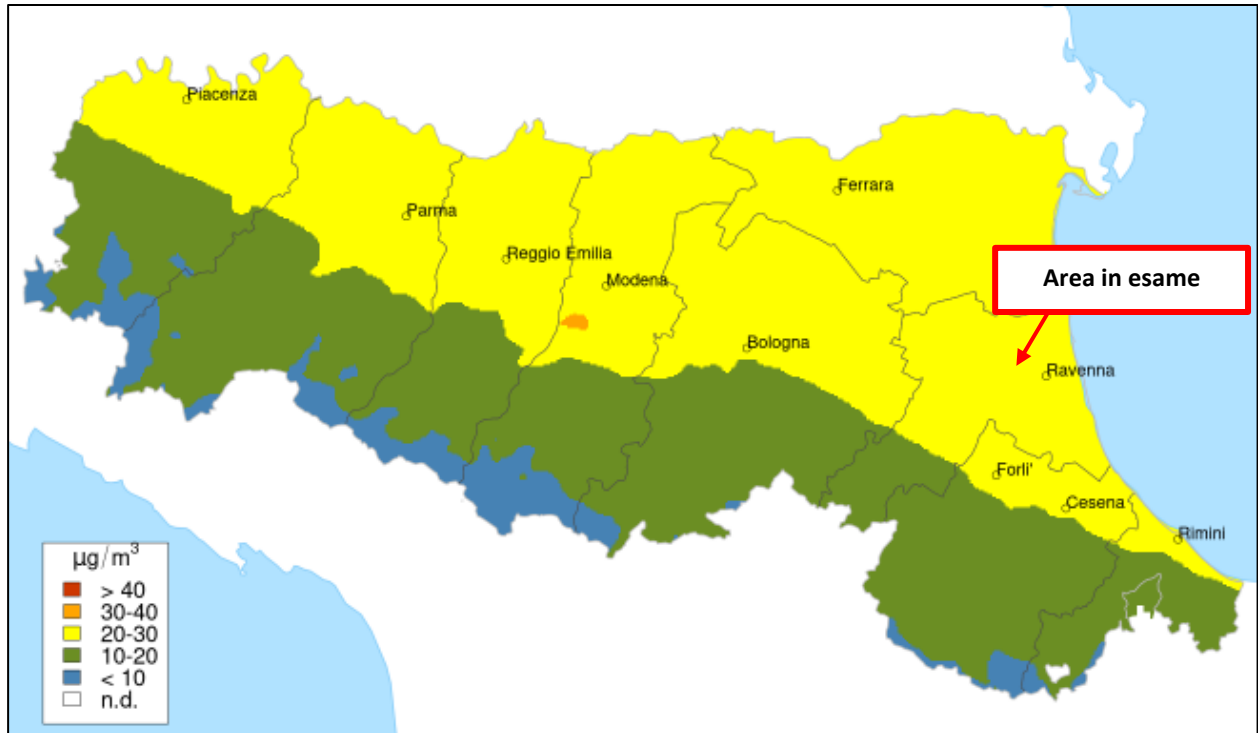 Piacenza
Ferrara
Parma
Reggio Emilia
Area in esame
Modena
Bologna
Ravenna
Forli'
Cesena
Rimini
µg/m³
> 40
30-40
20-30
10-20
< 10
n.d.